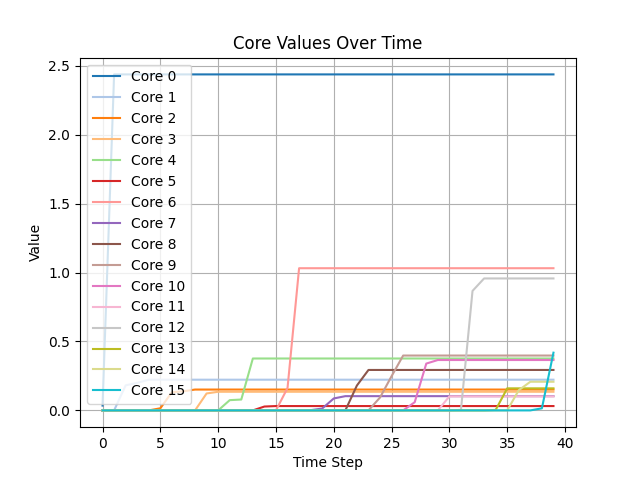 Core Values Over Time
2.5
2.0
1.5
1.0
0.5
0.0
Value
Core 0
Core 1
Core 2
Core 3
Core 4
Core 5
Core 6
Core 7
Core 8
Core 9
Core 10
Core 11
Core 12
Core 13
Core 14
Core 15
0 5 10 15 20 25 30 35 40
Time Step